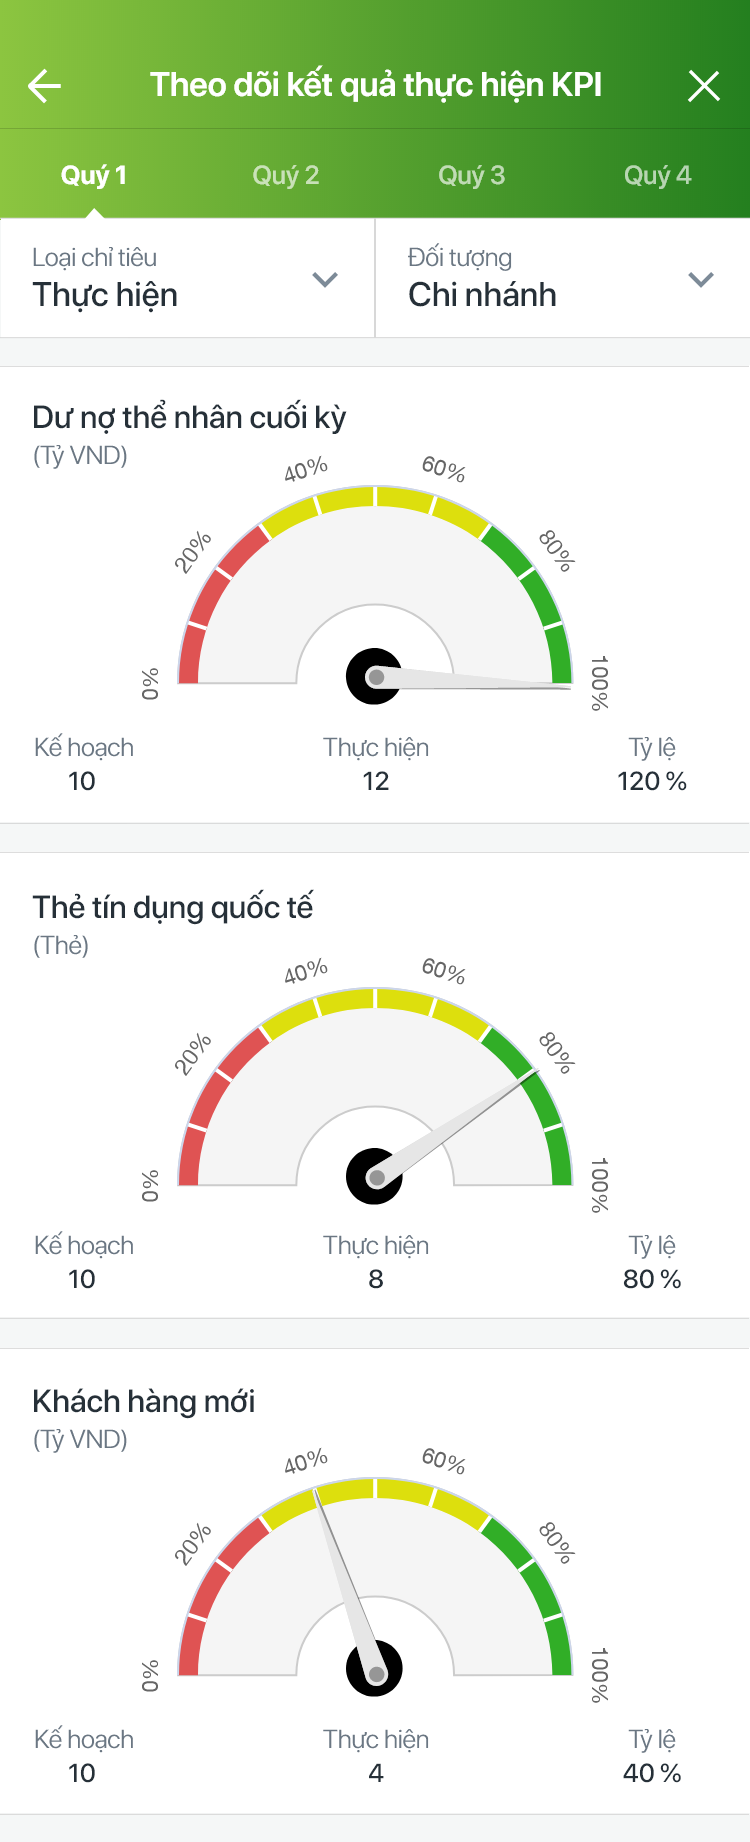 Theo dõi kết quả thực hiện KPI
Quý 1 Quý 2 Quý 3 Quý 4
Loại chỉ tiêu Đối tượng
Thực hiện Chi nhánh
Dư nợ thể nhân cuối kỳ
(Tỷ VND)
0% 20% 40% 60% 80% 100%
Kế hoạch Thực hiện Tỷ lệ
10 12 120 %
Thẻ tín dụng quốc tế
(Thẻ)
0% 20% 40% 60% 80% 100%
Kế hoạch Thực hiện Tỷ lệ
10 8 80 %
Khách hàng mới
(Tỷ VND)
0% 20% 40% 60% 80% 100%
Kế hoạch Thực hiện Tỷ lệ
10 4 40 %